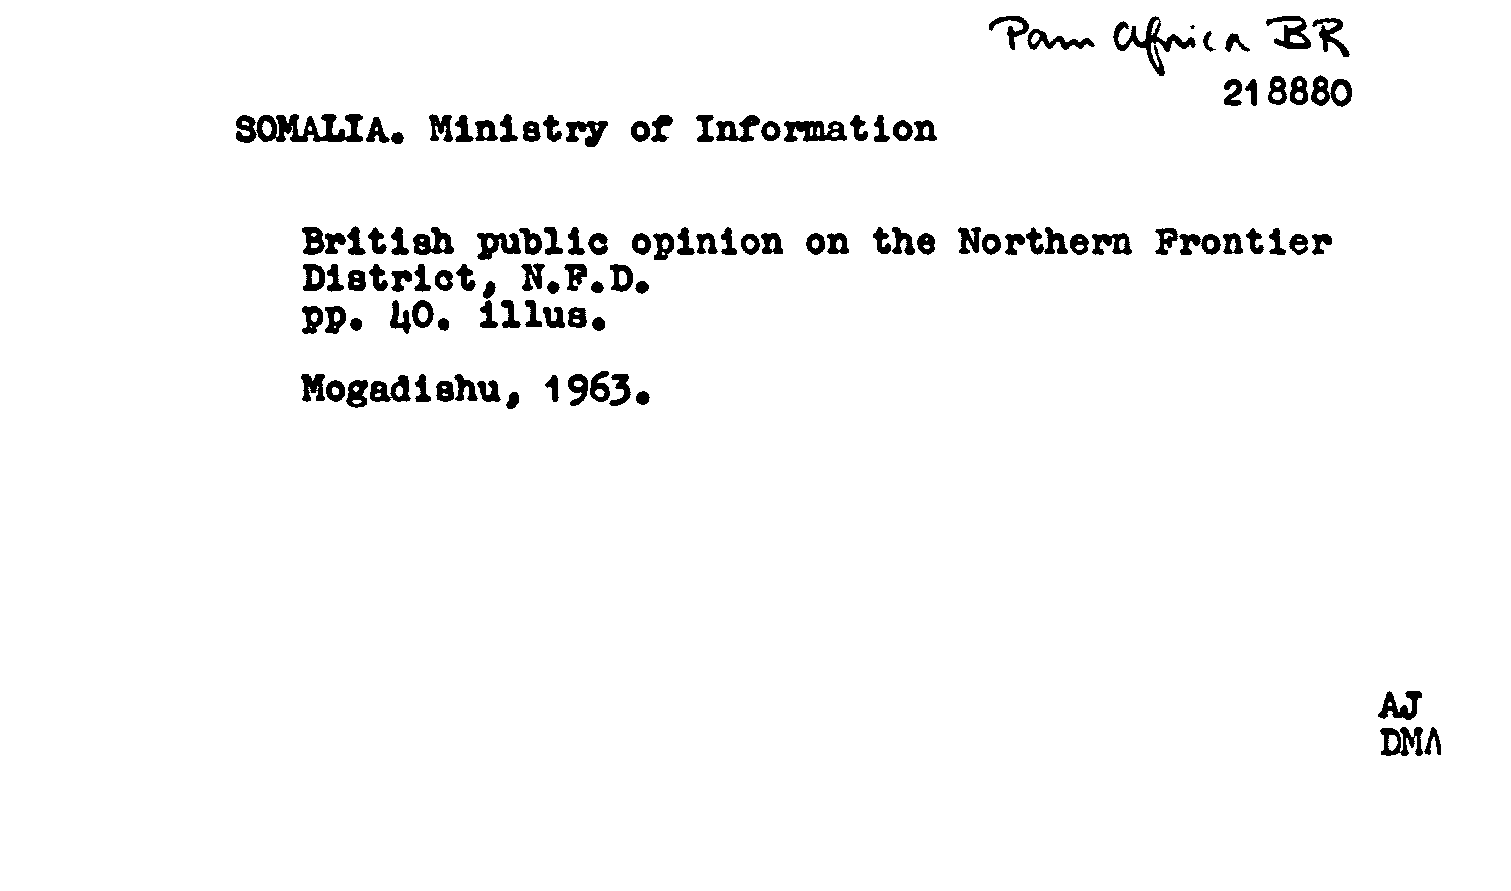 Pam Africa BR
218880
SOMALIA. Ministry of Information
British public opinion on the Northern Frontier
District, N.F.D.
pp. 40. illus.
Mogadishu, 1963.
AJ
DMA